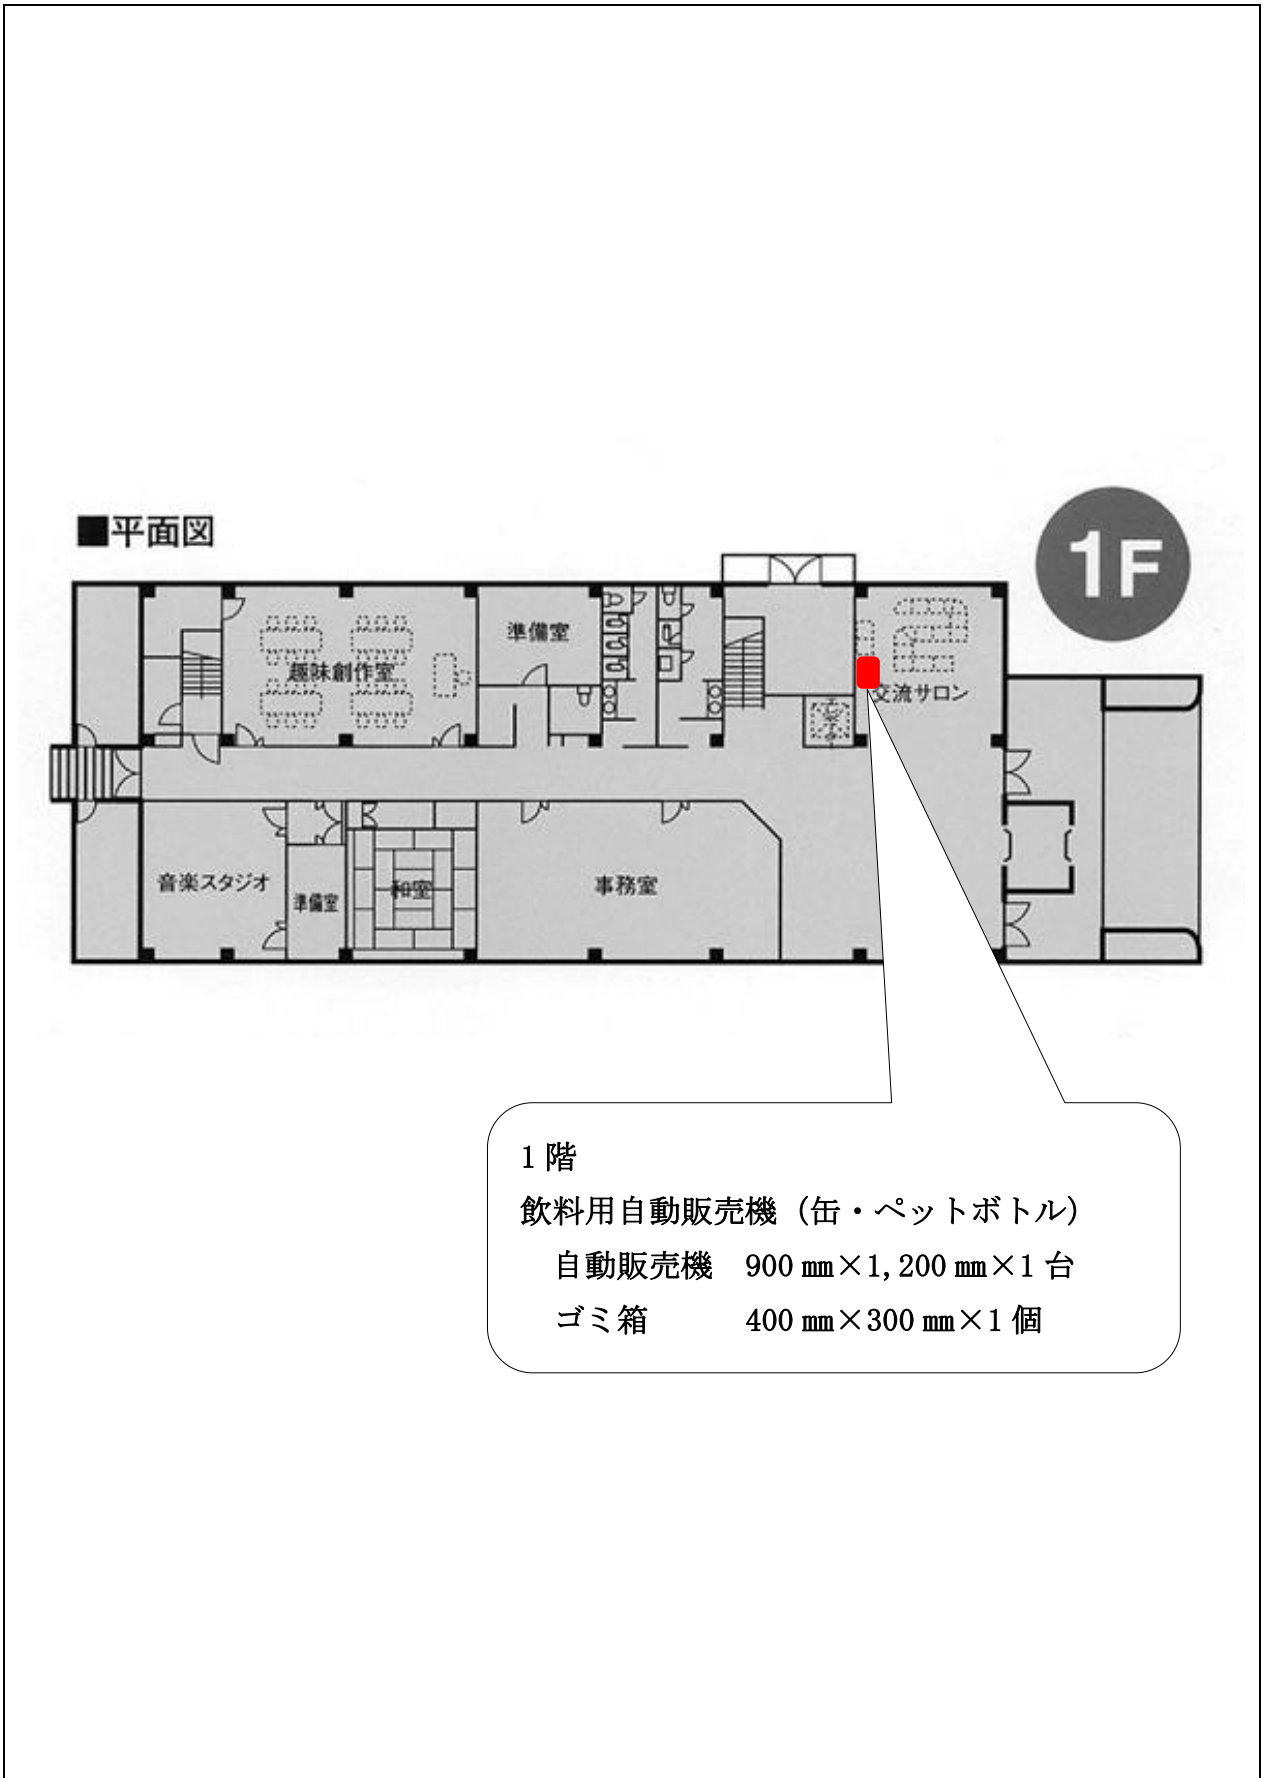 ■平面図
1F
準備室
趣味創作室
交流サロン
音楽スタジオ
準備室
和室
事務室
1階
飲料用自動販売機（缶・ペットボトル）
自動販売機　900㎜×1,200㎜×1台
ゴミ箱　　　400㎜×300㎜×1個